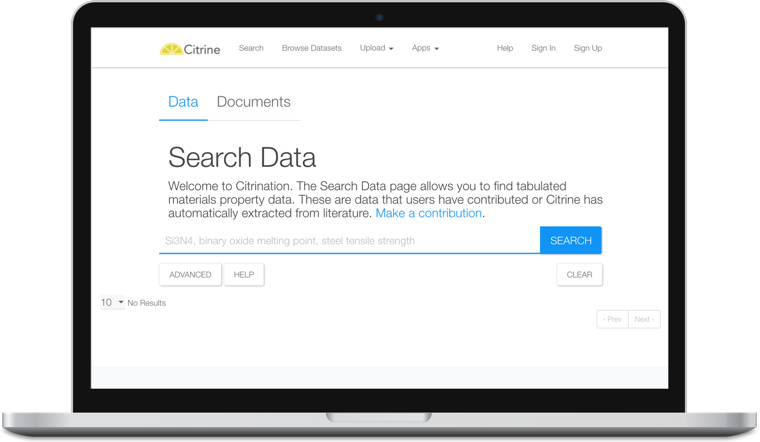 Citrine Search Browse Datasets Upload Apps Help Sign In Sign Up
Data Documents
Search Data
Welcome to Citrination. The Search Data page allows you to find tabulated
materials property data. These are data that users have contributed or Citrine has
automatically extracted from literature. Make a contribution.
Si3N4, binary oxide melting point, steel tensile strength SEARCH
ADVANCED HELP CLEAR
10 No Results
‹ Prev Next ›